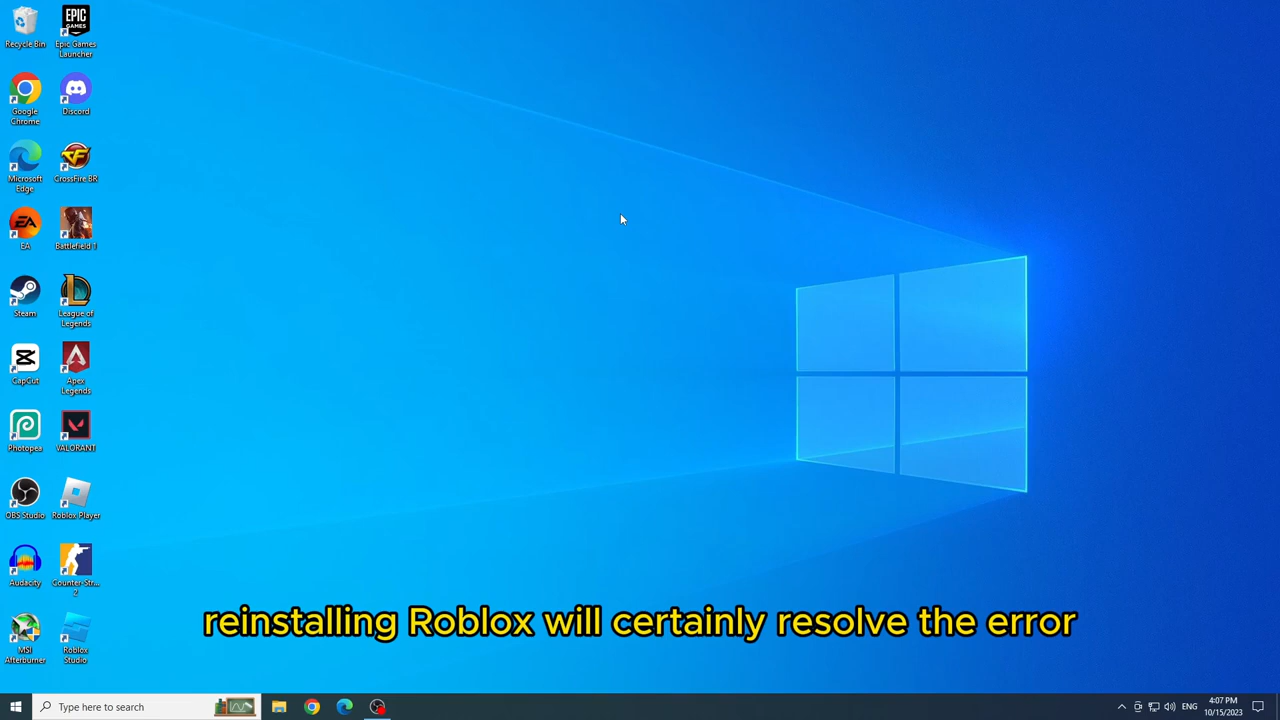 Recycle Bin
EPIC
GAMES
Epic Games
Launcher
Google
Chrome
Discord
Microsoft
Edge
CrossFire BR
EA
EA
Battlefield 1
Steam
League of
Legends
CapCut
Apex
Legends
Photopea
VALORANT
OBS Studio
Roblox Player
Audacity
Counter-Str...
2
MSI
Afterburner
Roblox
Studio
reinstalling Roblox will certainly resolve the error
Type here to search
ENG
4:07 PM
10/15/2023